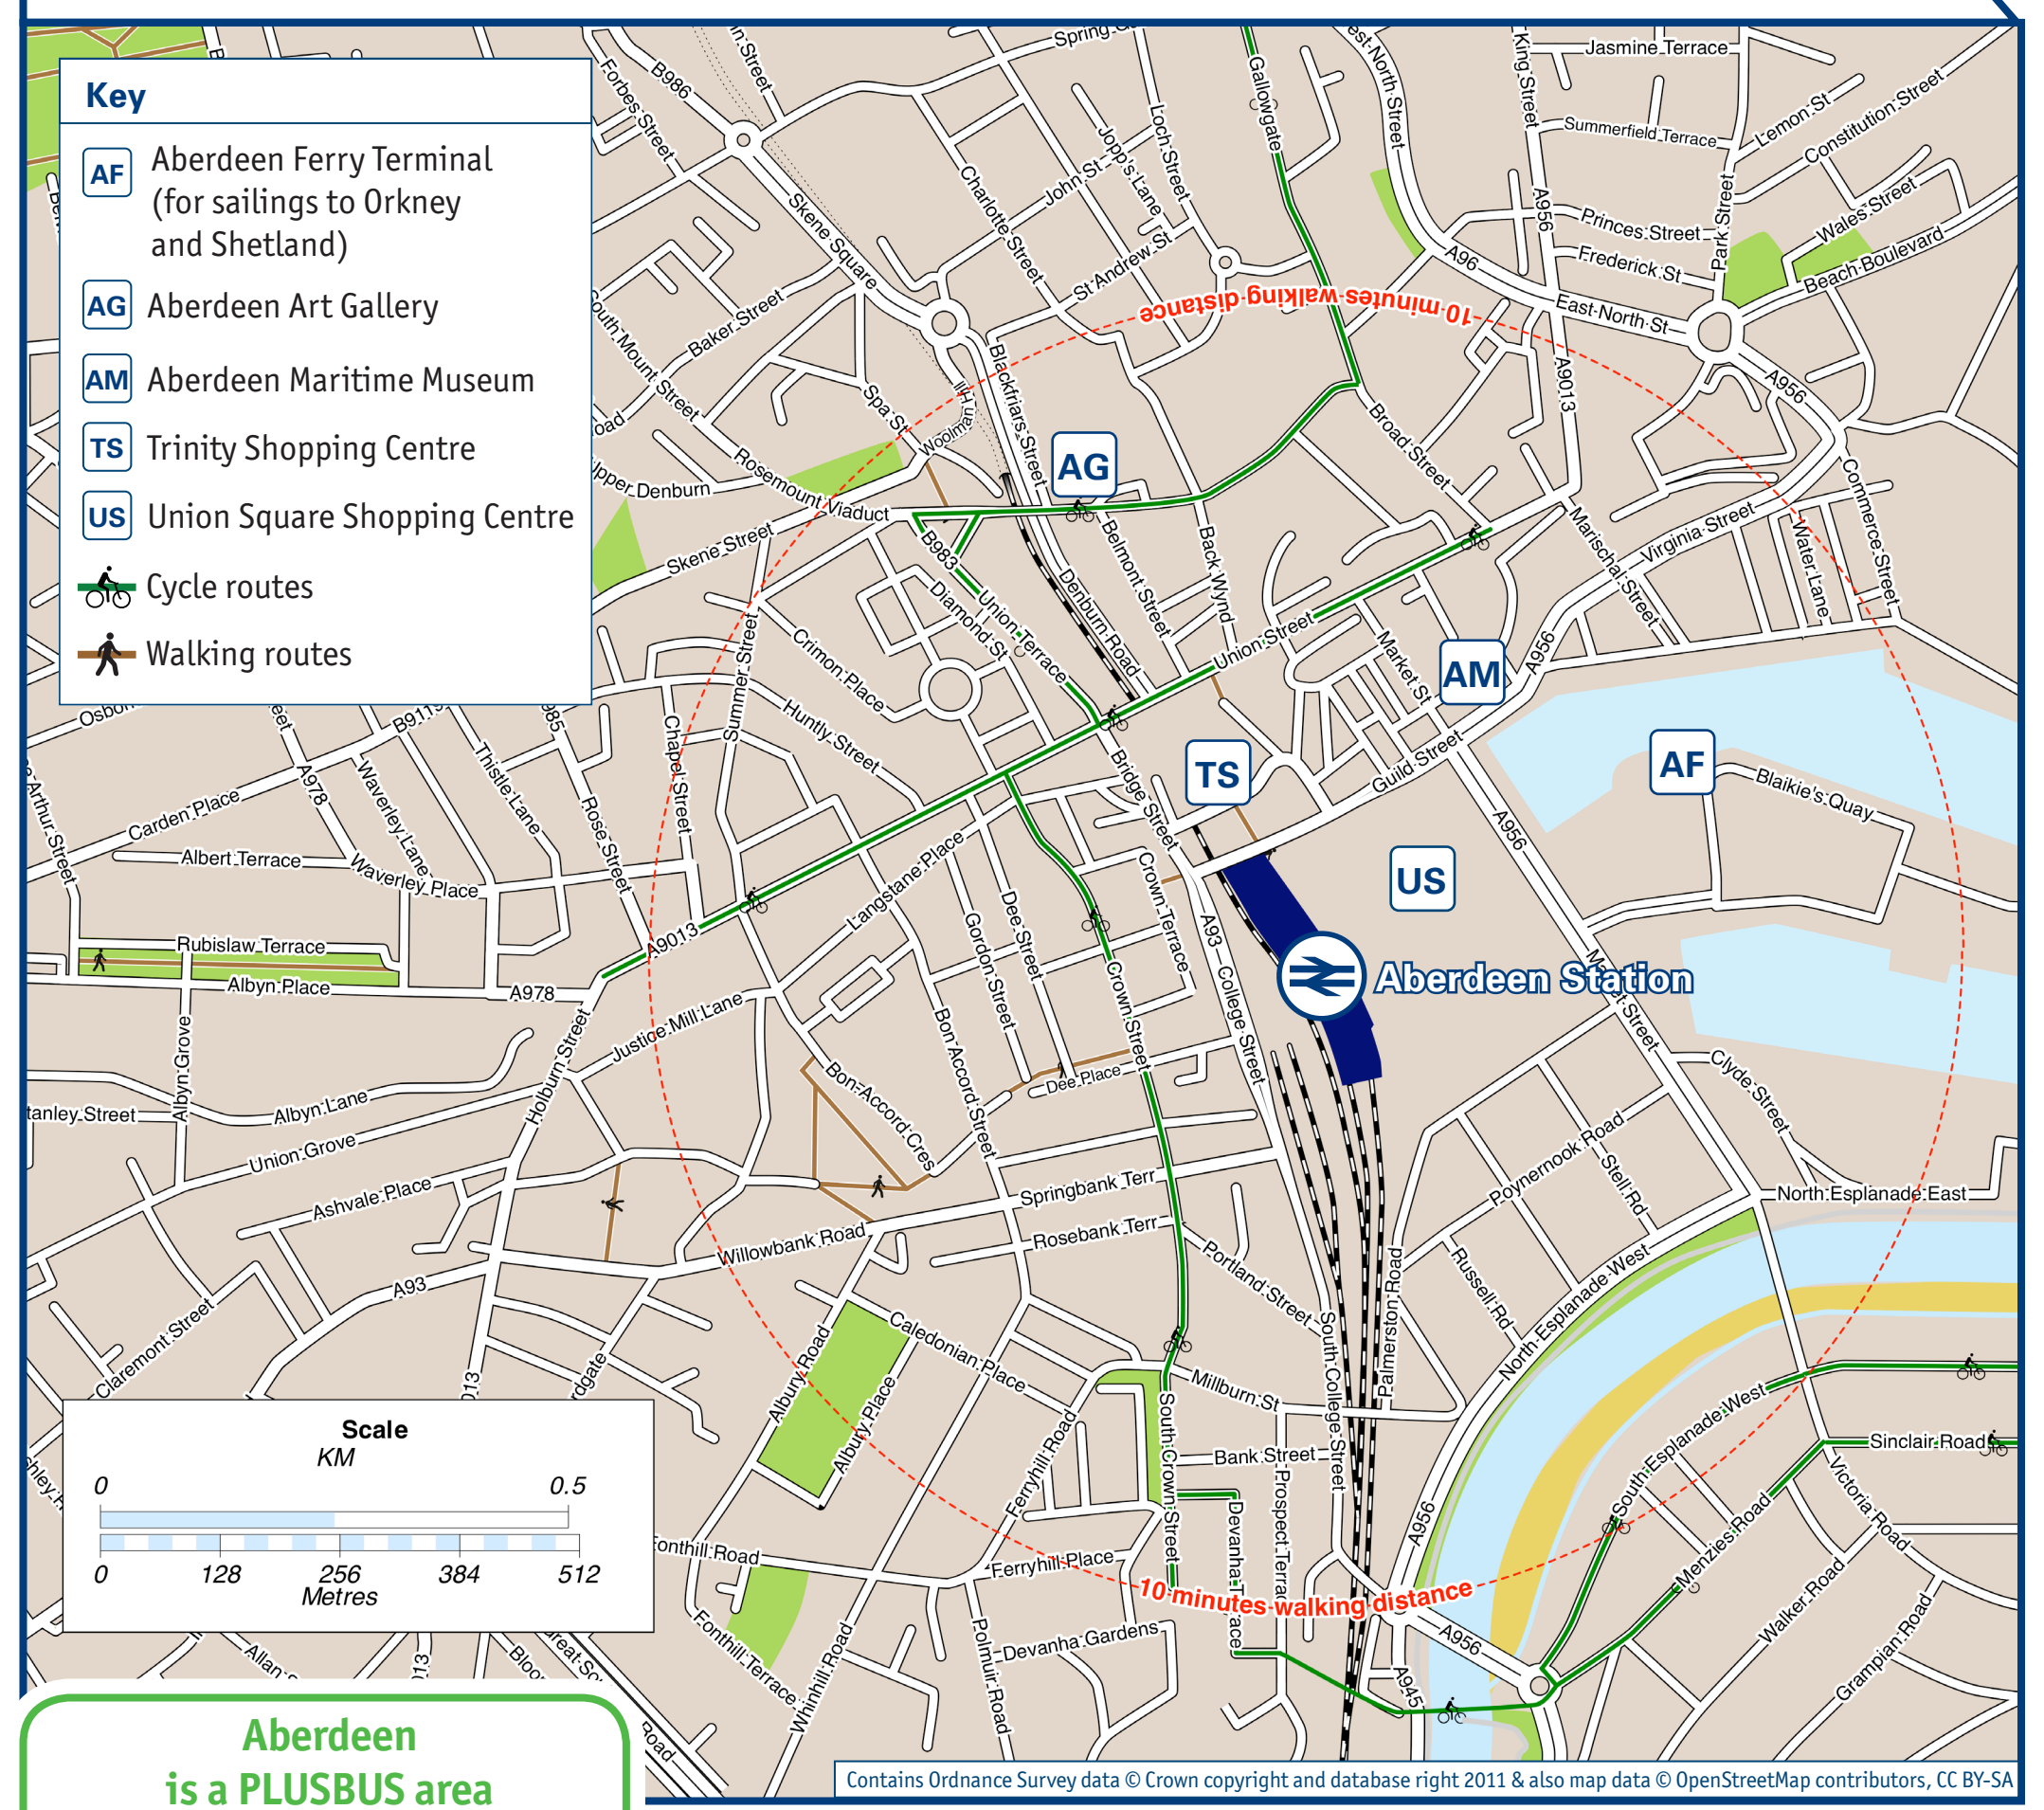 Key
AF
Aberdeen Ferry Terminal
(for sailings to Orkney
and Shetland)
AG
Aberdeen Art Gallery
AM
Aberdeen Maritime Museum
TS
Trinity Shopping Centre
US
Union Square Shopping Centre
Cycle routes
Walking routes
B986
Forbes Street
Skene Square
Spring
Gallowgate
King Street
Jasmine Terrace
Summerfield Terrace
Lemon St
Constitution Street
Loch Street
Jopp's Lane
John St
Charlotte Street
St Andrew St
A96
A956
Princes Street
Park Street
Wales Street
Frederick St
Beach Boulevard
East North St
10 minutes walking distance
South Mount Street
Baker Street
Spa St
Woolman Hill
Blackfriars Street
Broad Street
A9013
A956
Upper Denburn
Rosemount Viaduct
Skene Street
AG
B983
Belmont Street
Back Wynd
Marischal Street
Virginia Street
Commerce Street
Water Lane
Diamond St
Union Terrace
Denburn Road
Union Street
Market St
AM
A956
Crimon Place
Summer Street
Huntly Street
Chapel Street
B9119
A978
Carden Place
Waverley Lane
Thistle Lane
Rose Street
Albert Terrace
Waverley Place
Bridge Street
TS
Guild Street
AF
Blaikie's Quay
A956
US
Langstane Place
Gordon Street
Dee Street
Crown Terrace
A93
College Street
Rubislaw Terrace
Albyn Place
A978
A9013
Aberdeen Station
Market Street
Albyn Grove
Justice Mill Lane
Holburn Street
Bon Accord Street
Crown Street
Dee Place
Bon-Accord Cres
Albyn Lane
Union Grove
Ashvale Place
Clyde Street
Poynernook Road
Stell Rd
North Esplanade East
Springbank Terr
Rosebank Terr
Willowbank Road
A93
Claremont Street
Portland Street
Palmerston Road
Russell Rd
North Esplanade West
Caledonian Place
Albury Road
Albury Place
Millburn St
South College Street
South Crown Street
Bank Street
Prospect Terrace
Devanha Terrace
Ferryhill Road
Ferryhill Place
Fonthill Road
Fonthill Terrace
Whinhill Road
Polmuir Road
Devanha Gardens
10 minutes walking distance
A956
A956
A945
South Esplanade West
Menzies Road
Sinclair Road
Victoria Road
Walker Road
Grampian Road
Scale
KM
0 0.5
0 128 256 384 512
Metres
Road
Aberdeen
is a PLUSBUS area
Contains Ordnance Survey data © Crown copyright and database right 2011 & also map data © OpenStreetMap contributors, CC BY-SA